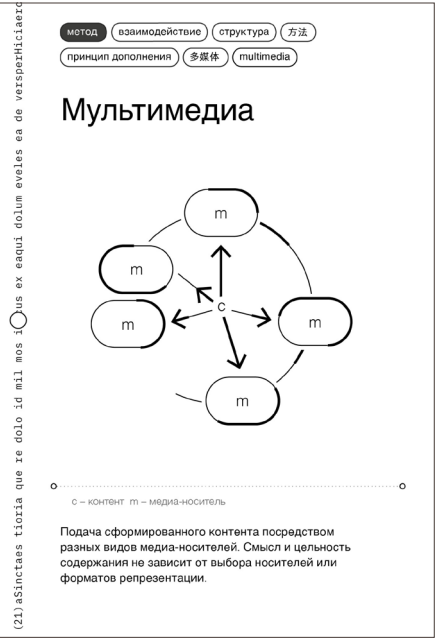 метод взаимодействие структура 方法
принцип дополнения 多媒体 multimedia
Мультимедиа
m
m
c
m
m
m
c – контент m – медиа-носитель
Подача сформированного контента посредством
разных видов медиа-носителей. Смысл и цельность
содержания не зависит от выбора носителей или
форматов репрезентации.
(21)aSinctaes tioria que re dolo id mil mos ex eaqui dolum eveles ea de versperHiciaerc